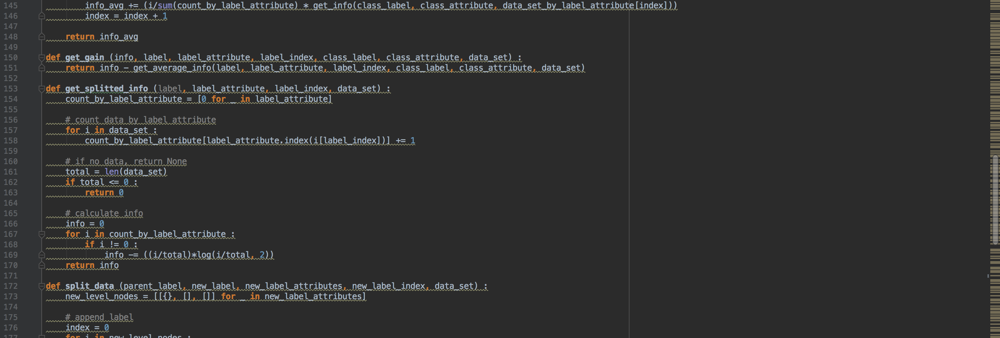 145 info_avg += (i/sum(count_by_label_attribute) * get_info(class_label, class_attribute, data_set_by_label_attribute[index]))
146 index = index + 1
147
148 return info_avg
149
150 def get_gain (info, label, label_attribute, label_index, class_label, class_attribute, data_set) :
151 return info - get_average_info(label, label_attribute, label_index, class_label, class_attribute, data_set)
152
153 def get_splitted_info (label, label_attribute, label_index, data_set) :
154 count_by_label_attribute = [0 for _ in label_attribute]
155
156 # count data by label attribute
157 for i in data_set :
158 count_by_label_attribute[label_attribute.index(i[label_index])] += 1
159
160 # if no data, return None
161 total = len(data_set)
162 if total <= 0 :
163 return 0
164
165 # calculate info
166 info = 0
167 for i in count_by_label_attribute :
168 if i != 0 :
169 info -= ((i/total)*log(i/total, 2))
170 return info
171
172 def split_data (parent_label, new_label, new_label_attributes, new_label_index, data_set) :
173 new_level_nodes = [[{}, [], []] for _ in new_label_attributes]
174
175 # append label
176 index = 0
177 for i in new_level_nodes :